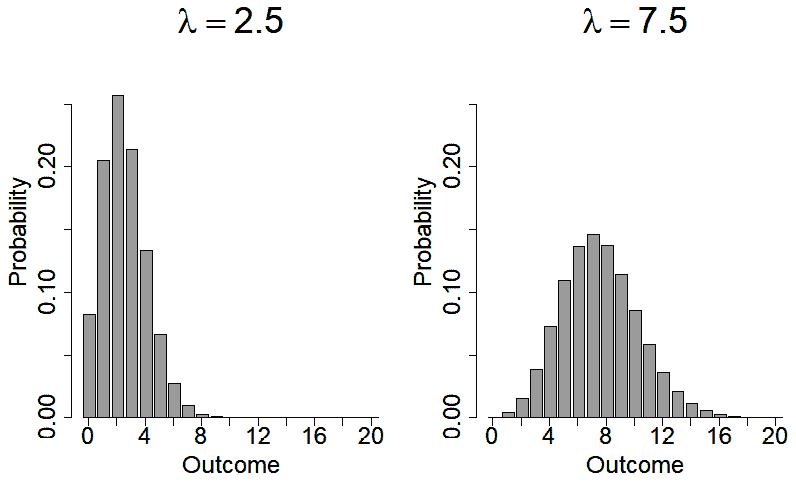 λ = 2.5
Probability
0.20
0.10
0.00
0 4 8 12 16 20
Outcome
λ = 7.5
Probability
0.20
0.10
0.00
0 4 8 12 16 20
Outcome